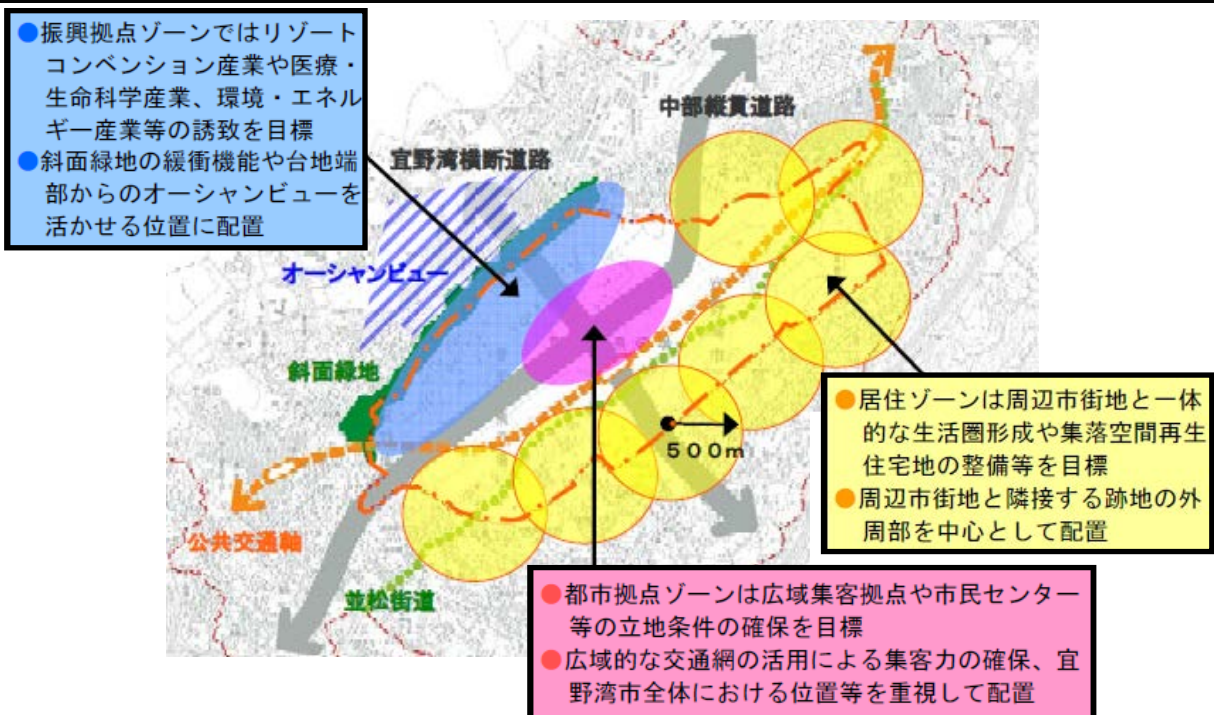 ●振興拠点ゾーンではリゾート
コンベンション産業や医療・
生命科学産業、環境・エネル
ギー産業等の誘致を目標
●斜面緑地の緩衝機能や台地端
部からのオーシャンビューを
活かせる位置に配置
中部縦貫道路
宜野湾横断道路
オーシャンビュー
斜面緑地
500m
公共交通軸
並松街道
●居住ゾーンは周辺市街地と一体
的な生活圏形成や集落空間再生
住宅地の整備等を目標
●周辺市街地と隣接する跡地の外
周部を中心として配置
●都市拠点ゾーンは広域集客拠点や市民センター
等の立地条件の確保を目標
●広域的な交通網の活用による集客力の確保、宜
野湾市全体における位置等を重視して配置